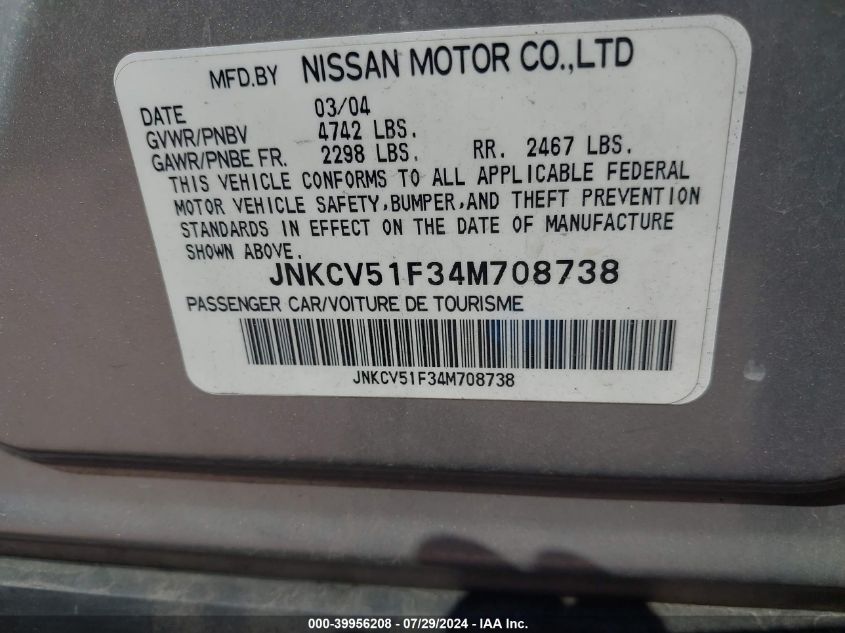 MFD.BY NISSAN MOTOR CO.,LTD
DATE 03/04
GVWR/PNBV 4742 LBS.
GAWR/PNBE FR. 2298 LBS. RR. 2467 LBS.
THIS VEHICLE CONFORMS TO ALL APPLICABLE FEDERAL
MOTOR VEHICLE SAFETY,BUMPER,AND THEFT PREVENTION
STANDARDS IN EFFECT ON THE DATE OF MANUFACTURE
SHOWN ABOVE.
JNKCV51F34M708738
PASSENGER CAR/VOITURE DE TOURISME
JNKCV51F34M708738
000-39956208 - 07/29/2024 - IAA Inc.